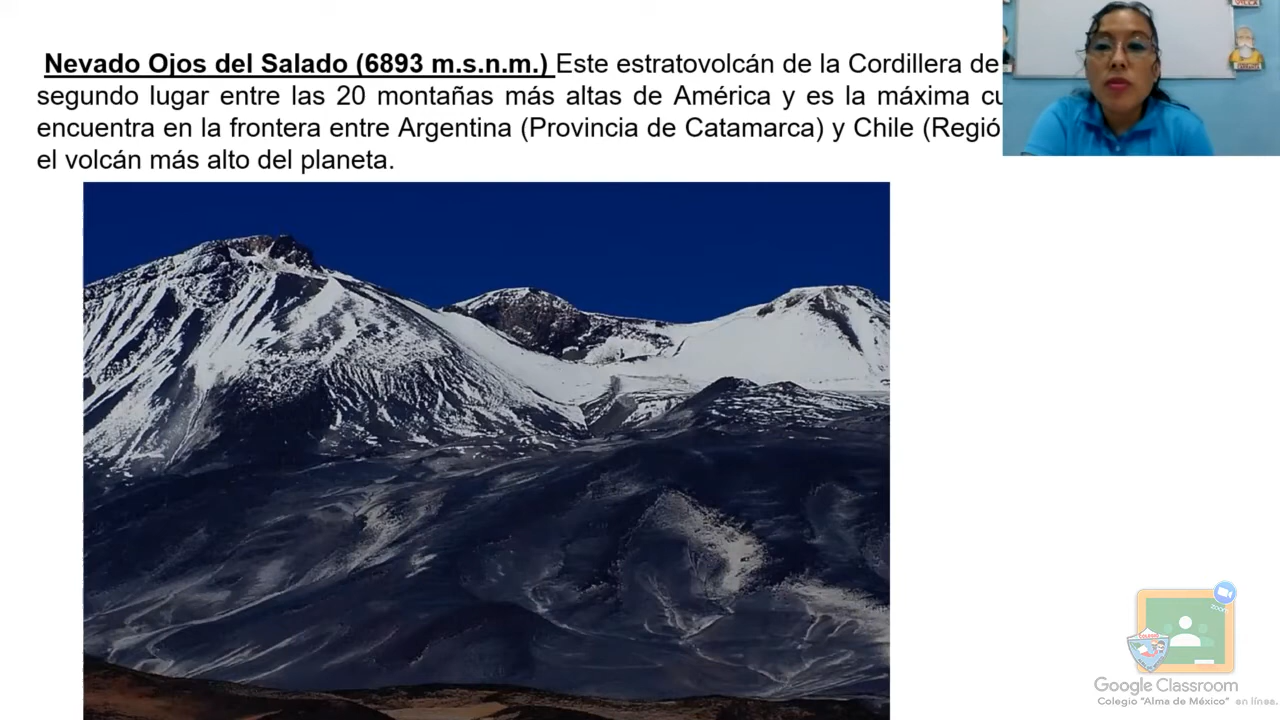 Nevado Ojos del Salado (6893 m.s.n.m.) Este estratovolcán de la Cordillera de
segundo lugar entre las 20 montañas más altas de América y es la máxima
encuentra en la frontera entre Argentina (Provincia de Catamarca) y Chile
el volcán más alto del planeta.
zoom
COLEGIO
Google Classroom
Colegio "Alma de México" en línea.